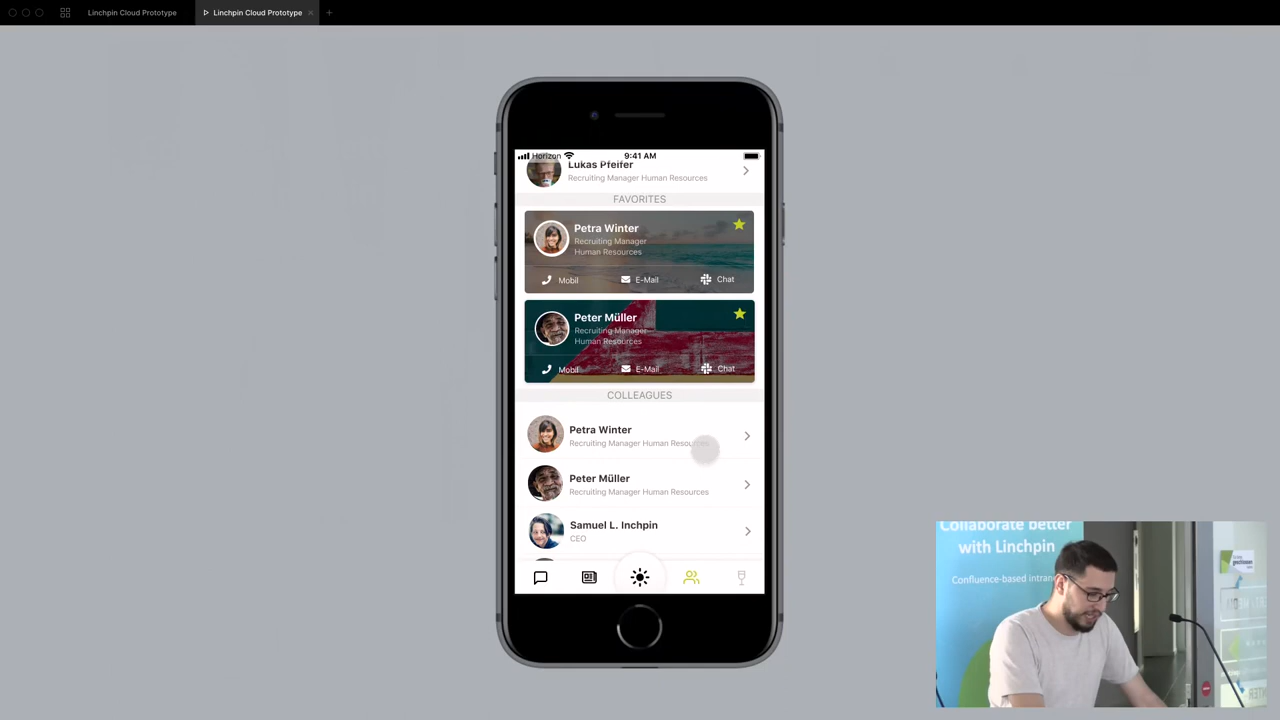 Linchpin Cloud Prototype
Linchpin Cloud Prototype
Horizon
9:41 AM
Lukas Pfeifer
Recruiting Manager Human Resources
FAVORITES
Petra Winter
Recruiting Manager
Human Resources
Mobil
E-Mail
Chat
Peter Müller
Recruiting Manager
Human Resources
Mobil
E-Mail
Chat
COLLEAGUES
Petra Winter
Recruiting Manager Human Resources
Peter Müller
Recruiting Manager Human Resources
Samuel L. Inchpin
CEO
Collaborate better
with Linchpin
Confluence-based